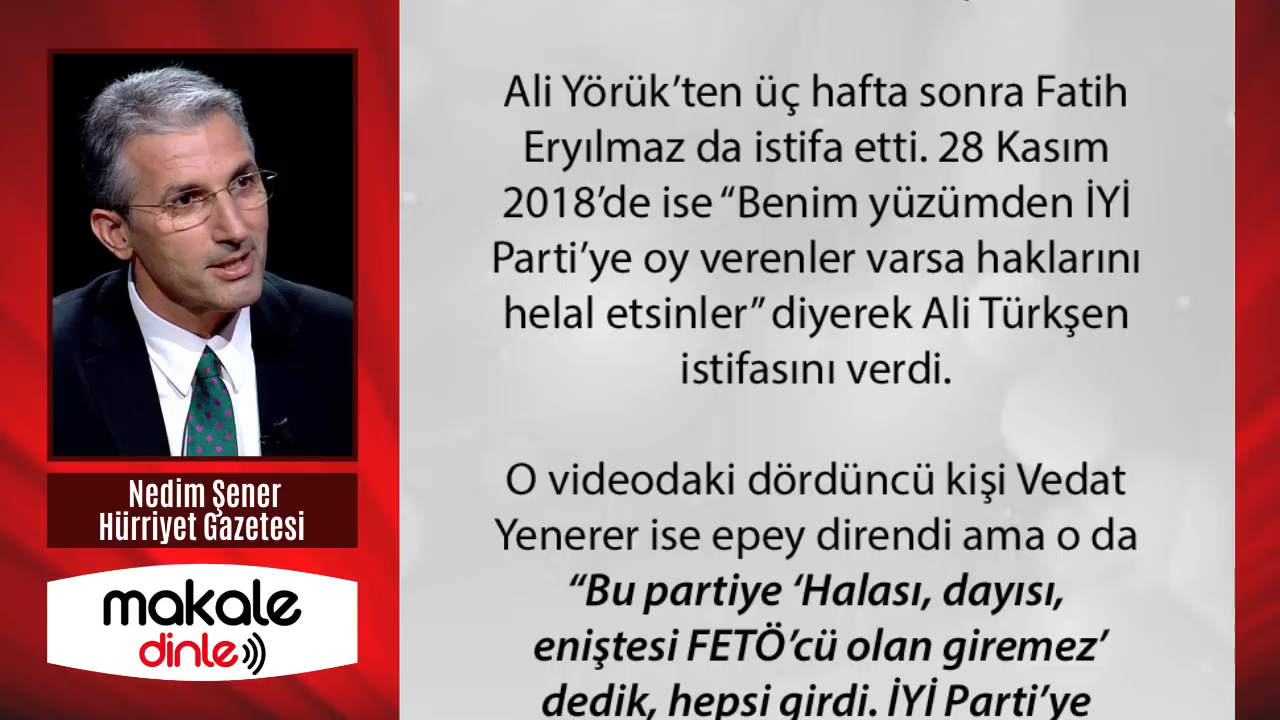 Ali Yörük’ten üç hafta sonra Fatih
Eryılmaz da istifa etti. 28 Kasım
2018’de ise “Benim yüzümden İYİ
Parti’ye oy verenler varsa haklarını
helal etsinler” diyerek Ali Türkşen
istifasını verdi.
O videodaki dördüncü kişi Vedat
Yenerer ise epey direndi ama o da
“Bu partiye ‘Halası, dayısı,
eniştesi FETÖ’cü olan giremez’
dedik, hepsi girdi. İYİ Parti’ye
Nedim Şener
Hürriyet Gazetesi
makale
dinle